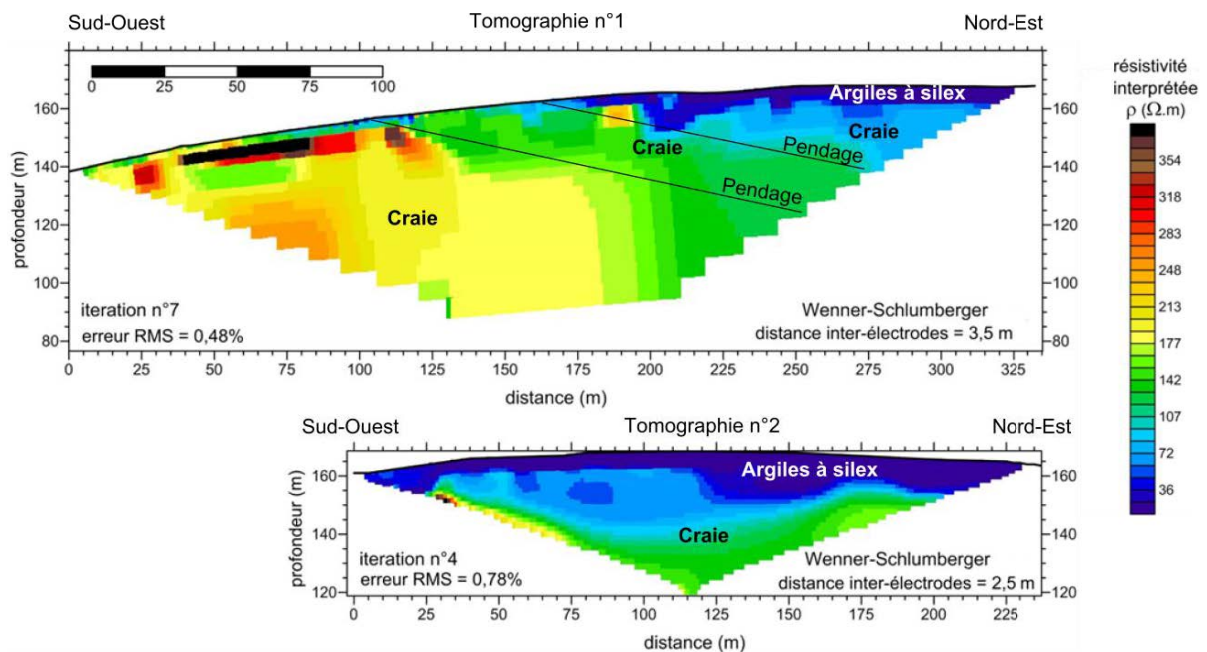 Sud-Ouest
Tomographie n°1
Nord-Est
0 25 50 75 100
profondeur (m)
160
140
120
100
80
160
140
120
100
80
Argiles à silex
Craie
Craie
Craie
Pendage
Pendage
iteration n°7
erreur RMS = 0,48%
Wenner-Schlumberger
distance inter-électrodes = 3,5 m
0 25 50 75 100 125 150 175 200 225 250 275 300 325
distance (m)
résistivité
interprétée
ρ (Ω.m)
354
319
283
248
213
177
142
107
71
36
Sud-Ouest
Tomographie n°2
Nord-Est
profondeur (m)
160
140
120
160
140
120
Argiles à silex
Craie
iteration n°4
erreur RMS = 0,78%
Wenner-Schlumberger
distance inter-électrodes = 2,5 m
0 25 50 75 100 125 150 175 200 225
distance (m)